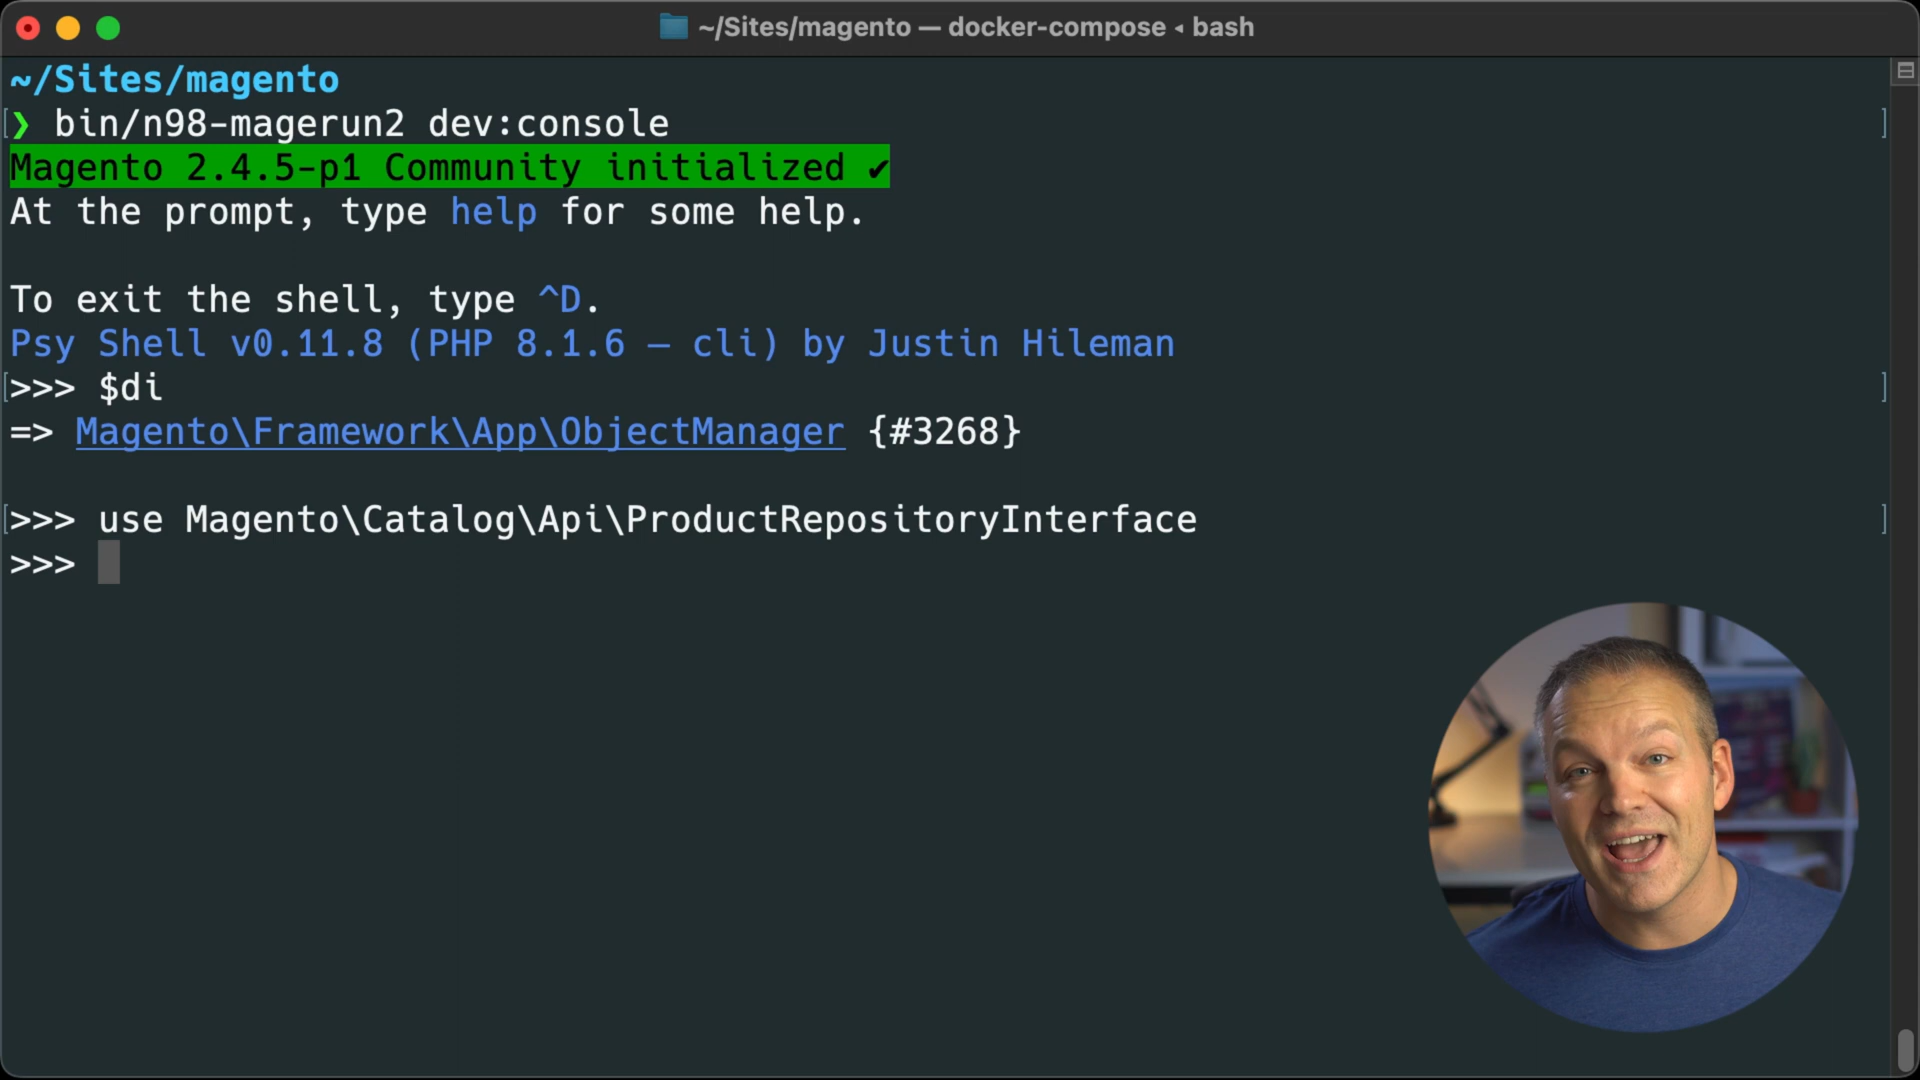 ~/Sites/magento — docker-compose ◂ bash
~/Sites/magento
❯ bin/n98-magerun2 dev:console
Magento 2.4.5-p1 Community initialized ✔
At the prompt, type help for some help.
To exit the shell, type ^D.
Psy Shell v0.11.8 (PHP 8.1.6 — cli) by Justin Hileman
>>> $di
=> Magento\Framework\App\ObjectManager {#3268}
>>> use Magento\Catalog\Api\ProductRepositoryInterface
>>>